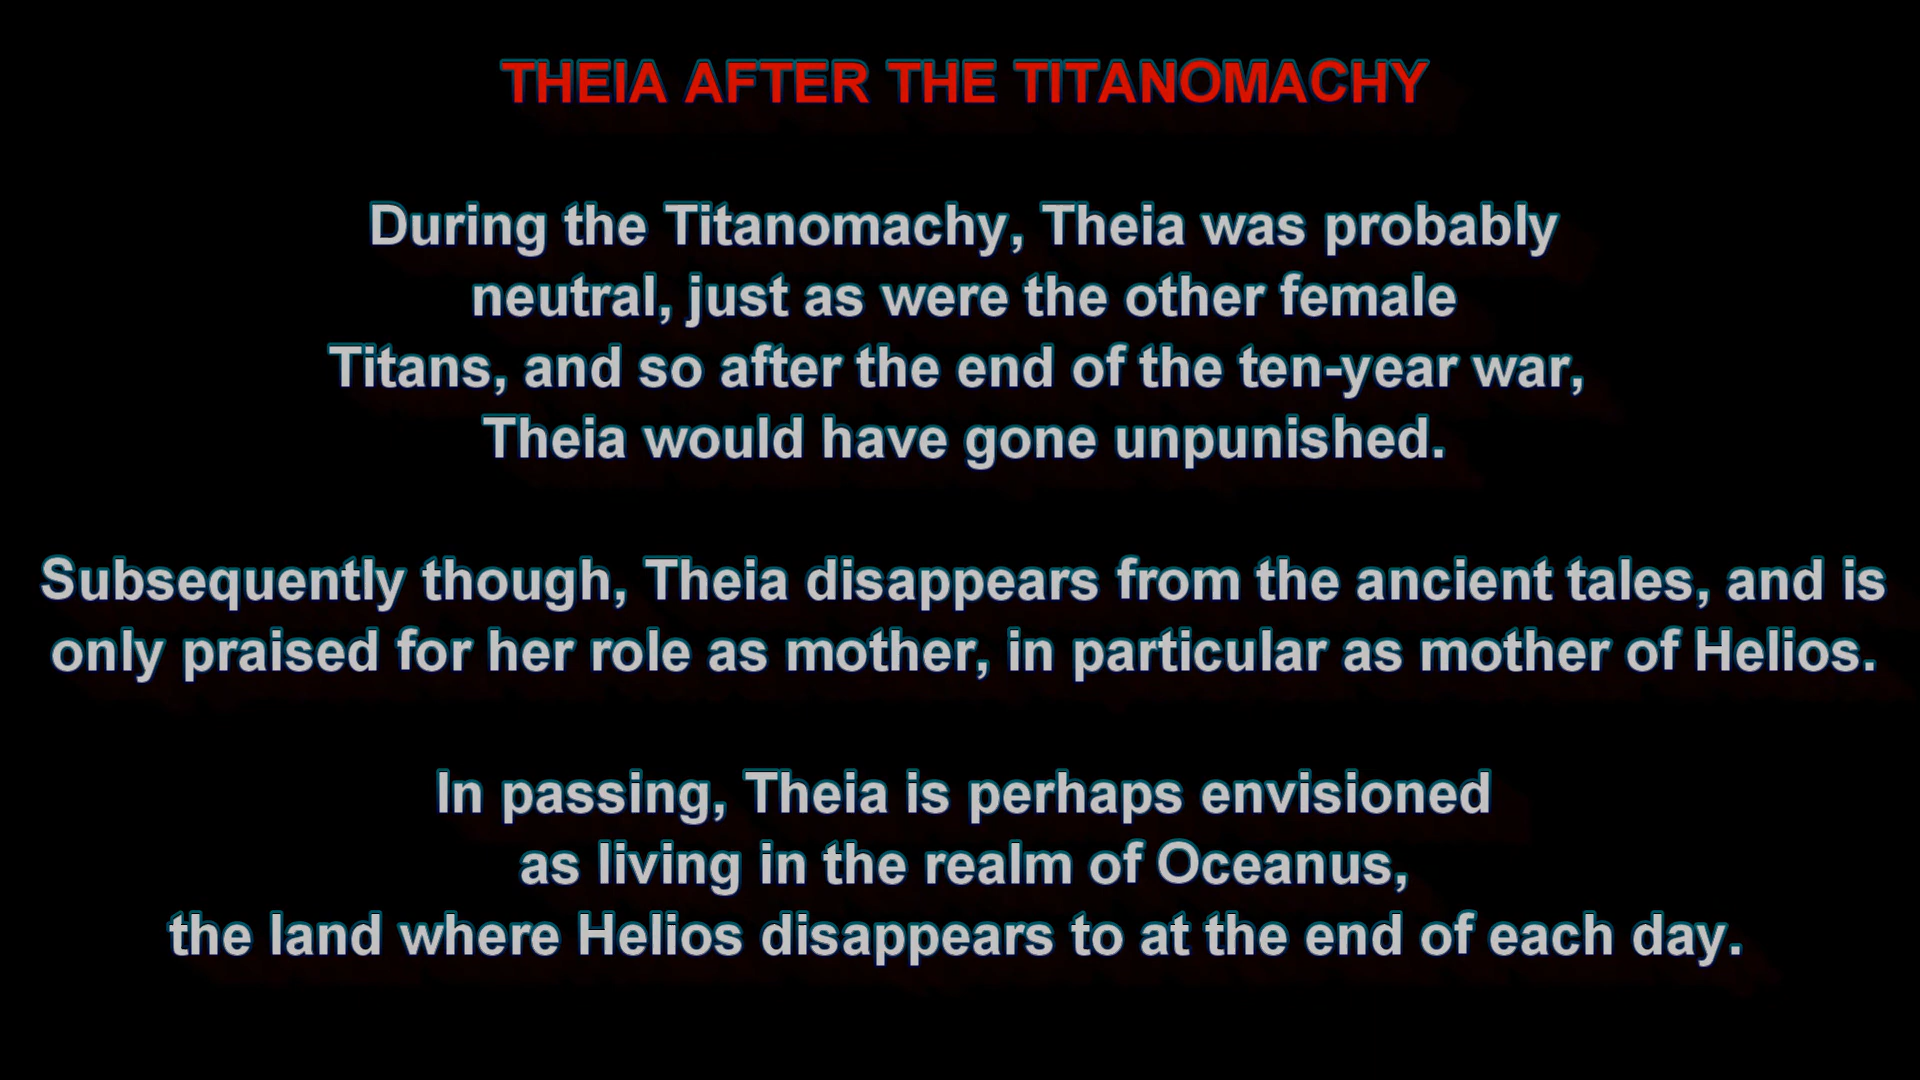 THEIA AFTER THE TITANOMACHY
During the Titanomachy, Theia was probably
neutral, just as were the other female
Titans, and so after the end of the ten-year war,
Theia would have gone unpunished.
Subsequently though, Theia disappears from the ancient tales, and is
only praised for her role as mother, in particular as mother of Helios.
In passing, Theia is perhaps envisioned
as living in the realm of Oceanus,
the land where Helios disappears to at the end of each day.